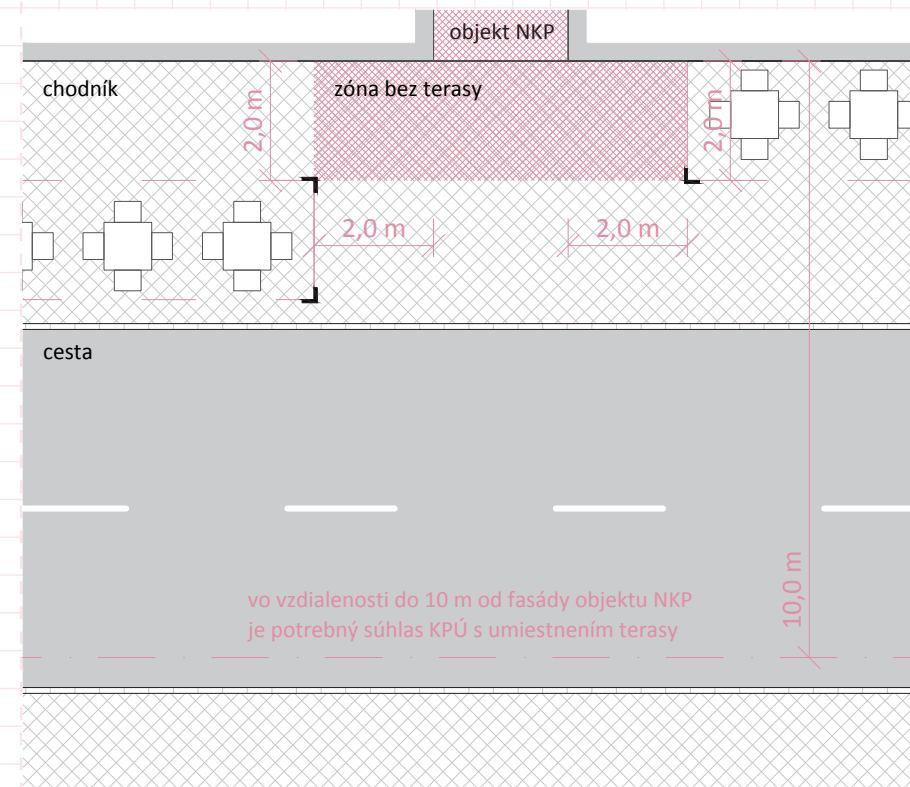 objekt NKP
chodník
zóna bez terasy
2,0 m
2,0 m
2,0 m
2,0 m
cesta
10,0 m
vo vzdialenosti do 10 m od fasády objektu NKP
je potrebný súhlas KPÚ s umiestnením terasy